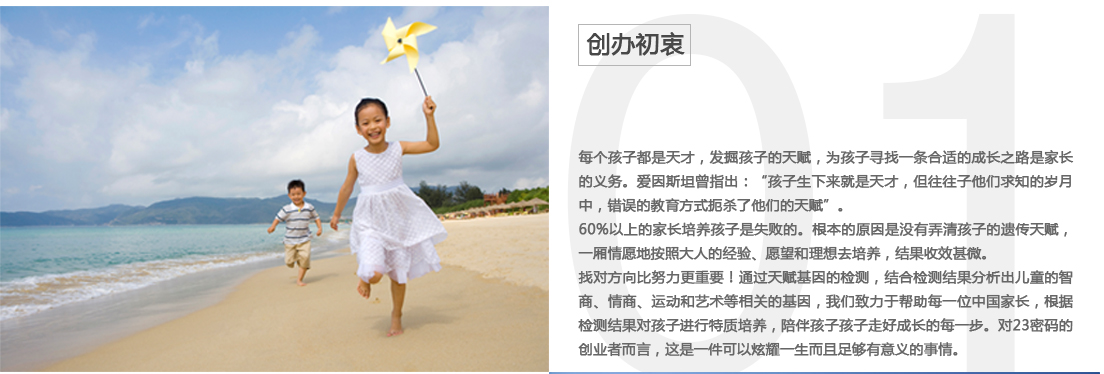 01
创办初衷
每个孩子都是天才，发掘孩子的天赋，为孩子寻找一条合适的成长之路是家长
的义务。爱因斯坦曾指出：“孩子生下来就是天才，但往往子他们求知的岁月
中，错误的教育方式扼杀了他们的天赋”。
60%以上的家长培养孩子是失败的。根本的原因是没有弄清孩子的遗传天赋，
一厢情愿地按照大人的经验、愿望和理想去培养，结果收效甚微。
找对方向比努力更重要！通过天赋基因的检测，结合检测结果分析出儿童的智
商、情商、运动和艺术等相关的基因，我们致力于帮助每一位中国家长，根据
检测结果对孩子进行特质培养，陪伴孩子孩子走好成长的每一步。对23密码的
创业者而言，这是一件可以炫耀一生而且足够有意义的事情。